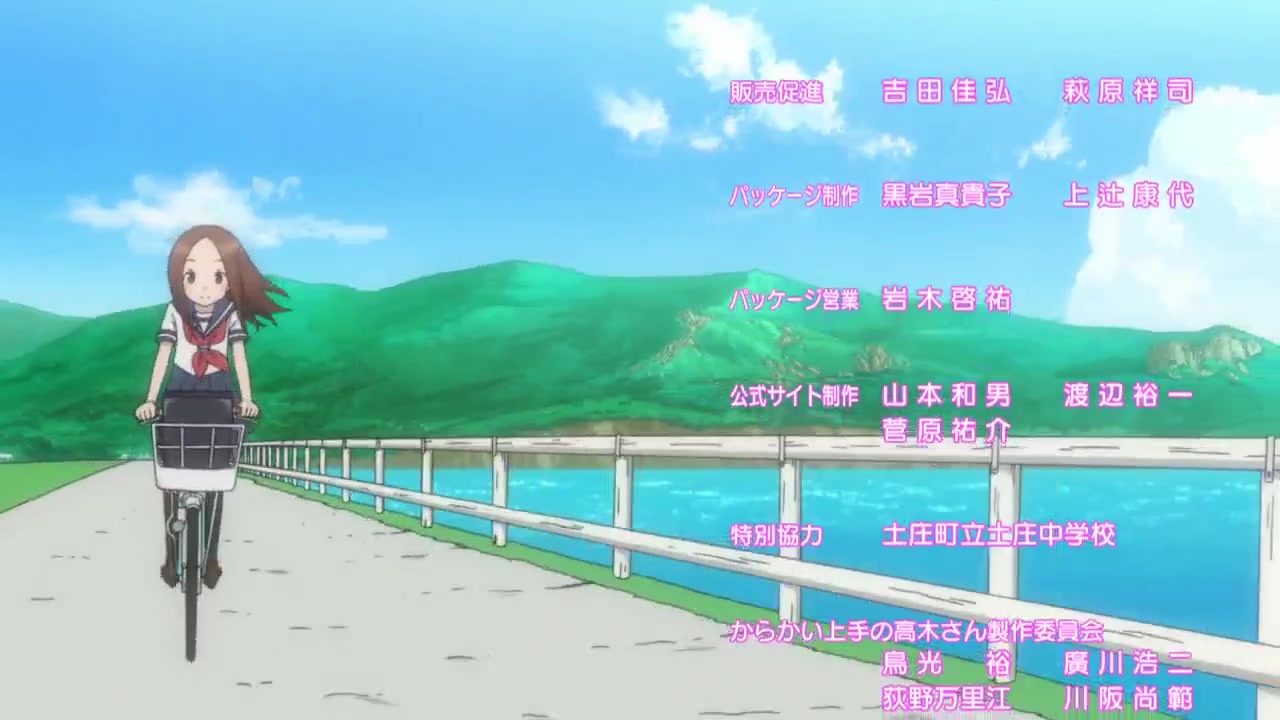 販売促進 吉田佳弘 萩原祥司
パッケージ制作 黒岩真貴子 上辻康代
パッケージ営業 岩木啓祐
公式サイト制作 山本和男 渡辺裕一
菅原祐介
特別協力 土庄町立土庄中学校
からかい上手の高木さん製作委員会
鳥光裕 廣川浩二
荻野万里江 川阪尚範